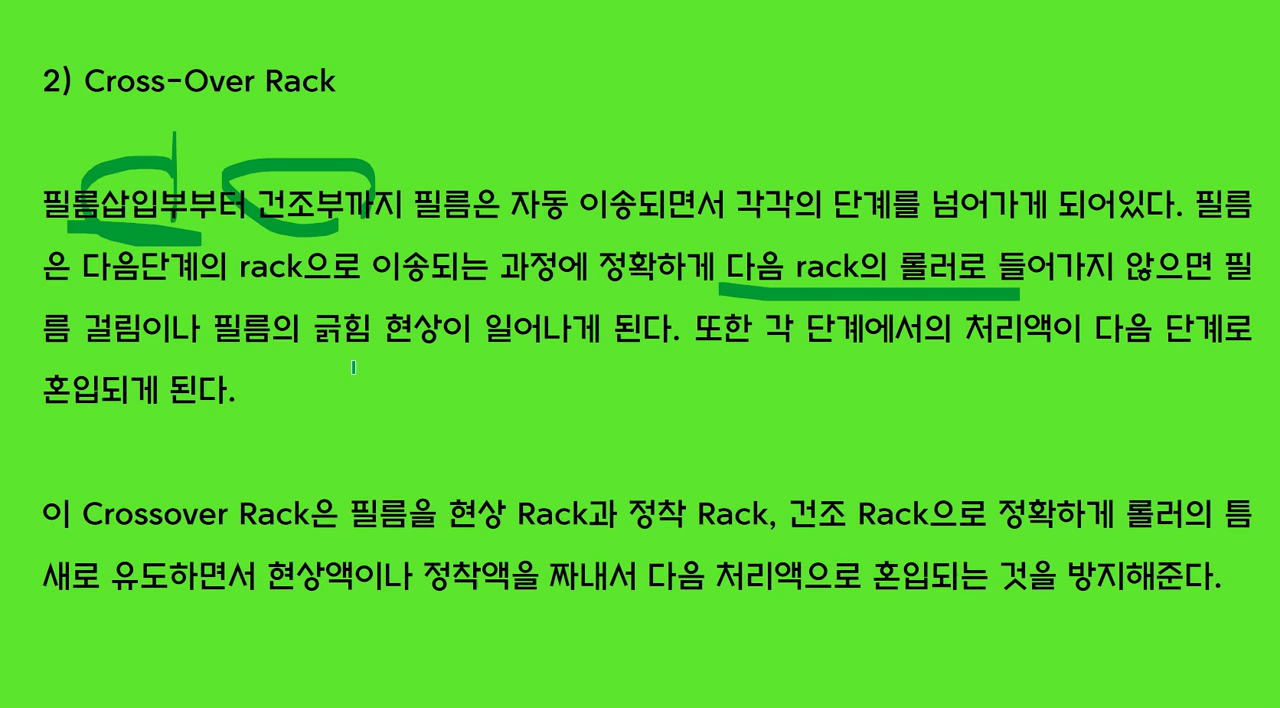 2) Cross-Over Rack
필름삽입부부터 건조부까지 필름은 자동 이송되면서 각각의 단계를 넘어가게 되어있다. 필름
은 다음단계의 rack으로 이송되는 과정에 정확하게 다음 rack의 롤러로 들어가지 않으면 필
름 걸림이나 필름의 긁힘 현상이 일어나게 된다. 또한 각 단계에서의 처리액이 다음 단계로
혼입되게 된다.
이 Crossover Rack은 필름을 현상 Rack과 정착 Rack, 건조 Rack으로 정확하게 롤러의 틈
새로 유도하면서 현상액이나 정착액을 짜내서 다음 처리액으로 혼입되는 것을 방지해준다.